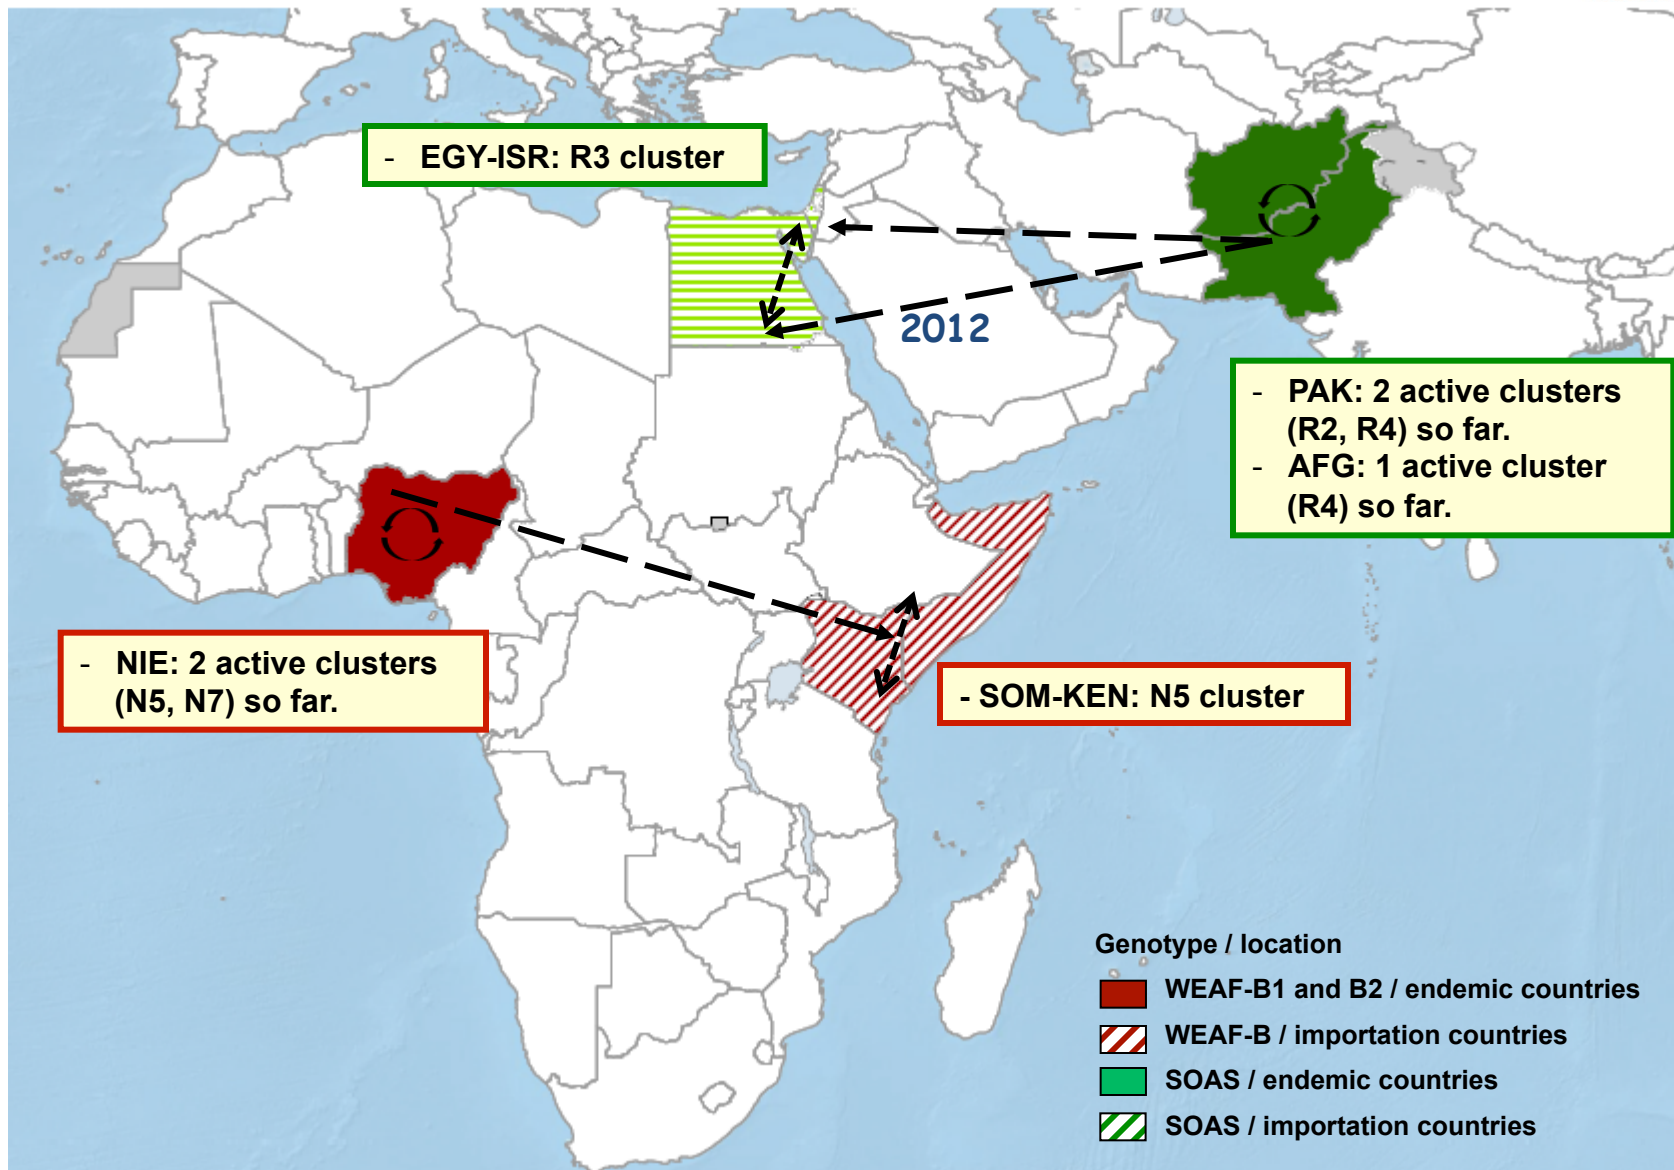 - EGY-ISR: R3 cluster
2012
- PAK: 2 active clusters
(R2, R4) so far.
- AFG: 1 active cluster
(R4) so far.
- NIE: 2 active clusters
(N5, N7) so far.
- SOM-KEN: N5 cluster
Genotype / location
WEAF-B1 and B2 / endemic countries
WEAF-B / importation countries
SOAS / endemic countries
SOAS / importation countries